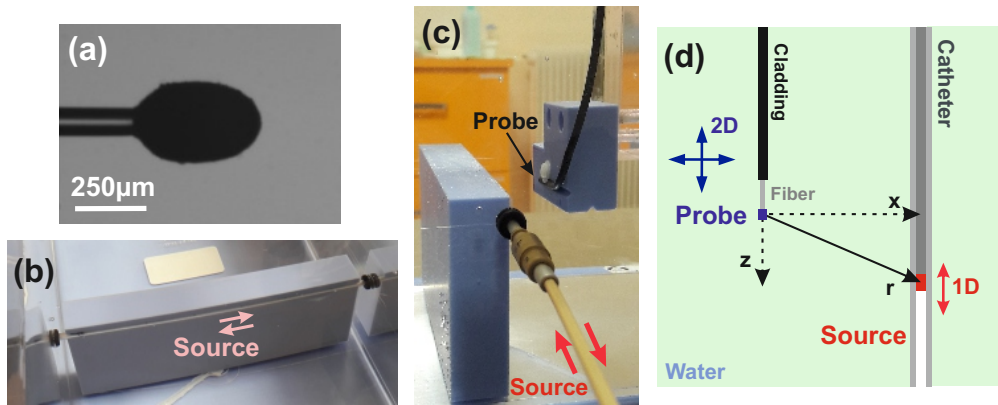 (a)
250μm
(b)
Source
(c)
Probe
Source
(d)
Cladding
Catheter
2D
Fiber
Probe
x
z
r
1D
Source
Water